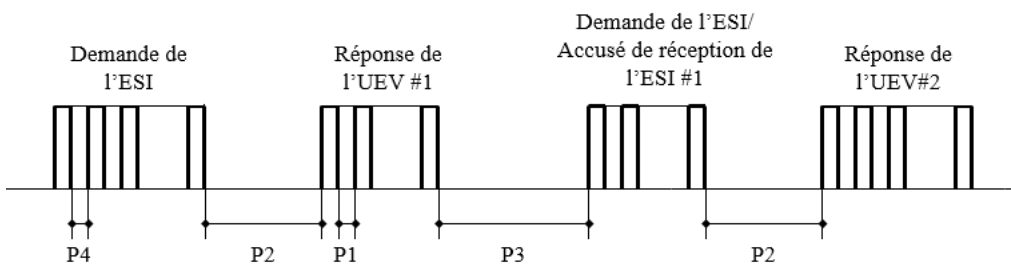 Demande de
l'ESI
Réponse de
l'UEV #1
Demande de l'ESI/
Accusé de réception de
l'ESI #1
Réponse de
l'UEV#2
P4
P2
P1
P3
P2